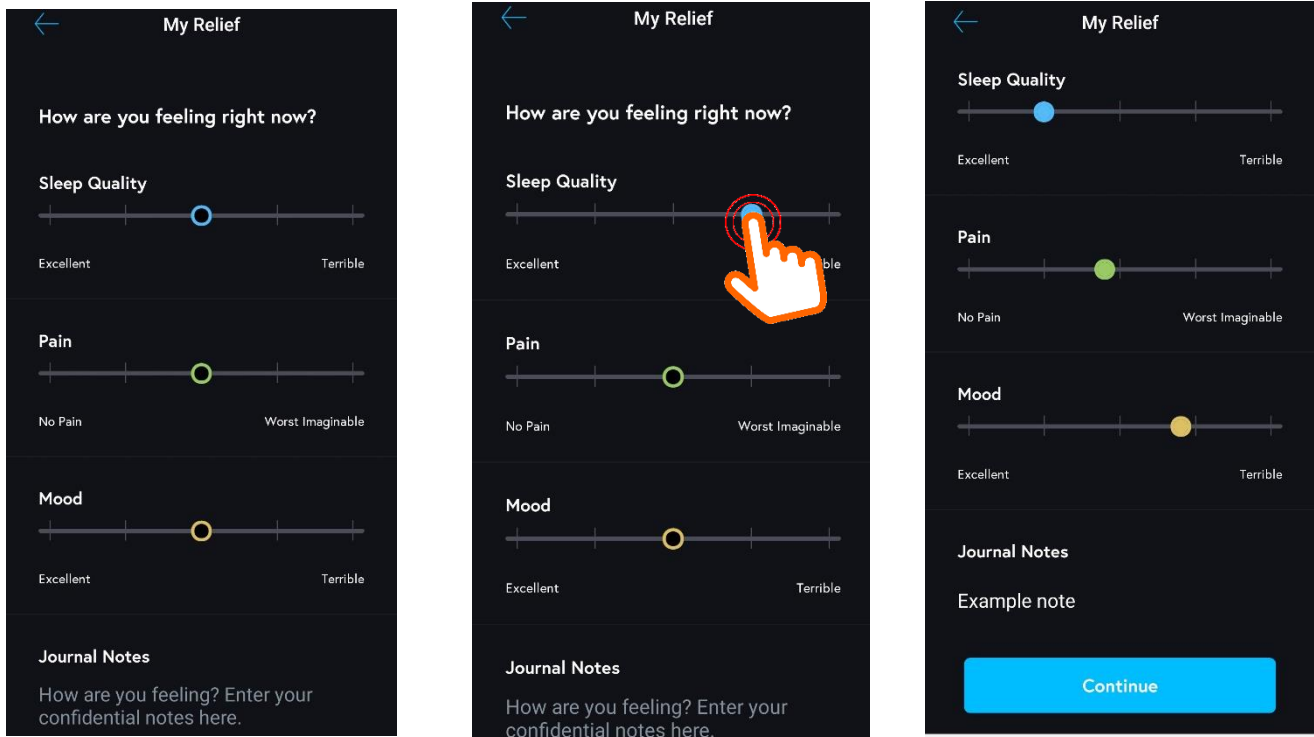 My Relief
How are you feeling right now?
Sleep Quality
Excellent Terrible
Pain
No Pain Worst Imaginable
Mood
Excellent Terrible
Journal Notes
How are you feeling? Enter your
confidential notes here.
My Relief
How are you feeling right now?
Sleep Quality
Excellent
Pain
No Pain Worst Imaginable
Mood
Excellent Terrible
Journal Notes
How are you feeling? Enter your
confidential notes here.
My Relief
Sleep Quality
Excellent Terrible
Pain
No Pain Worst Imaginable
Mood
Excellent Terrible
Journal Notes
Example note
Continue